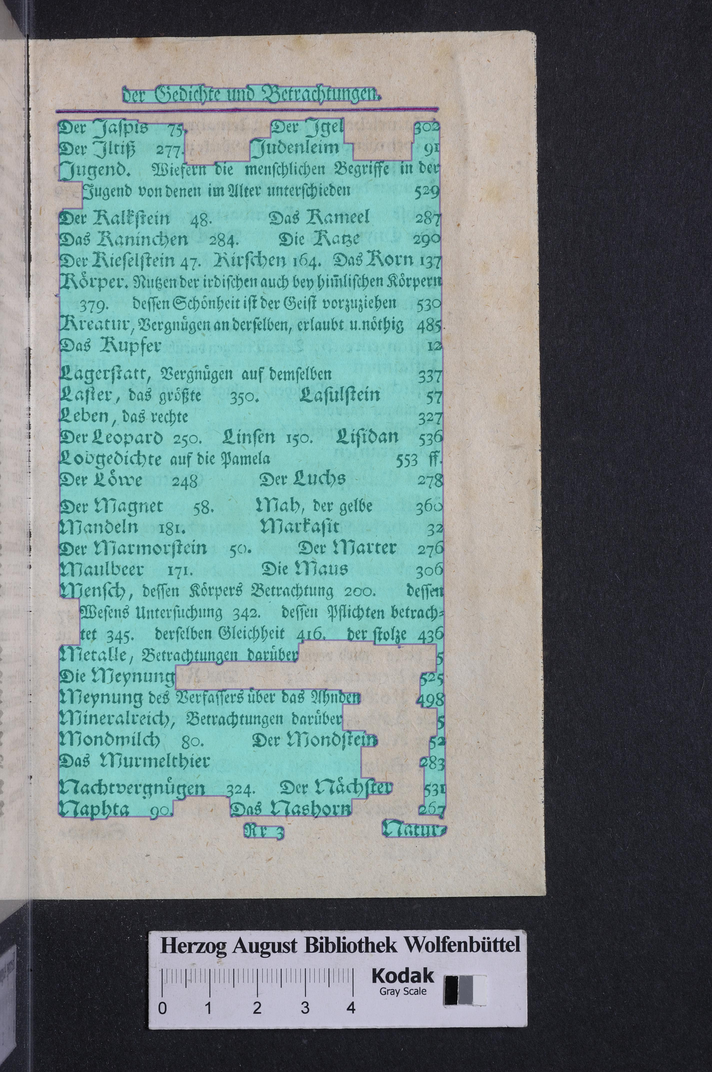 der Gedichte und Betrachtungen.
Der Jaspis 75. Der Igel 302
Der Iltiß 277. Judenleim 91
Jugend. Wiefern die menschlichen Begriffe in der
Jugend von denen im Alter unterschieden 529
Der Kalkstein 48. Das Kameel 287
Das Kaninchen 284. Die Katze 290
Der Kieselstein 47. Kirschen 164. Das Korn 137
Körper. Nutzen der irdischen auch bey him̃lischen Körpern
379. dessen Schönheit ist der Geist vorzuziehen 530
Kreatur, Vergnügen an derselben, erlaubt u. nöthig 485
Das Kupfer 12
Lagerstatt, Vergnügen auf demselben 337
Laster, das größte 350. Lasulstein 57
Leben, das rechte 327
Der Leopard 250. Linsen 150. Lisidan 536
Lobgedichte auf die Pamela 553 ff.
Der Löwe 248 Der Luchs 278
Der Magnet 58. Mah, der gelbe 360
Mandeln 181. Markasit 32
Der Marmorstein 50. Der Marter 276
Maulbeer 171. Die Maus 306
Mensch, dessen Körpers Betrachtung 200. dessen
Wesens Untersuchung 342. dessen Pflichten betrach-
tet 345. derselben Gleichheit 416. der stolze 436
Metalle, Betrachtungen darüber 5
Die Meynung 525
Meynung des Verfassers über das Ahnden 498
Mineralreich, Betrachtungen darüber 5
Mondmilch 80. Der Mondstein 52
Das Murmelthier 283
Nachtvergnügen 324. Der Nächster 531
Naphta 90. Das Nashorn 267
Nr 3 Natur-
Herzog August Bibliothek Wolfenbüttel
Kodak
Gray Scale
0 1 2 3 4